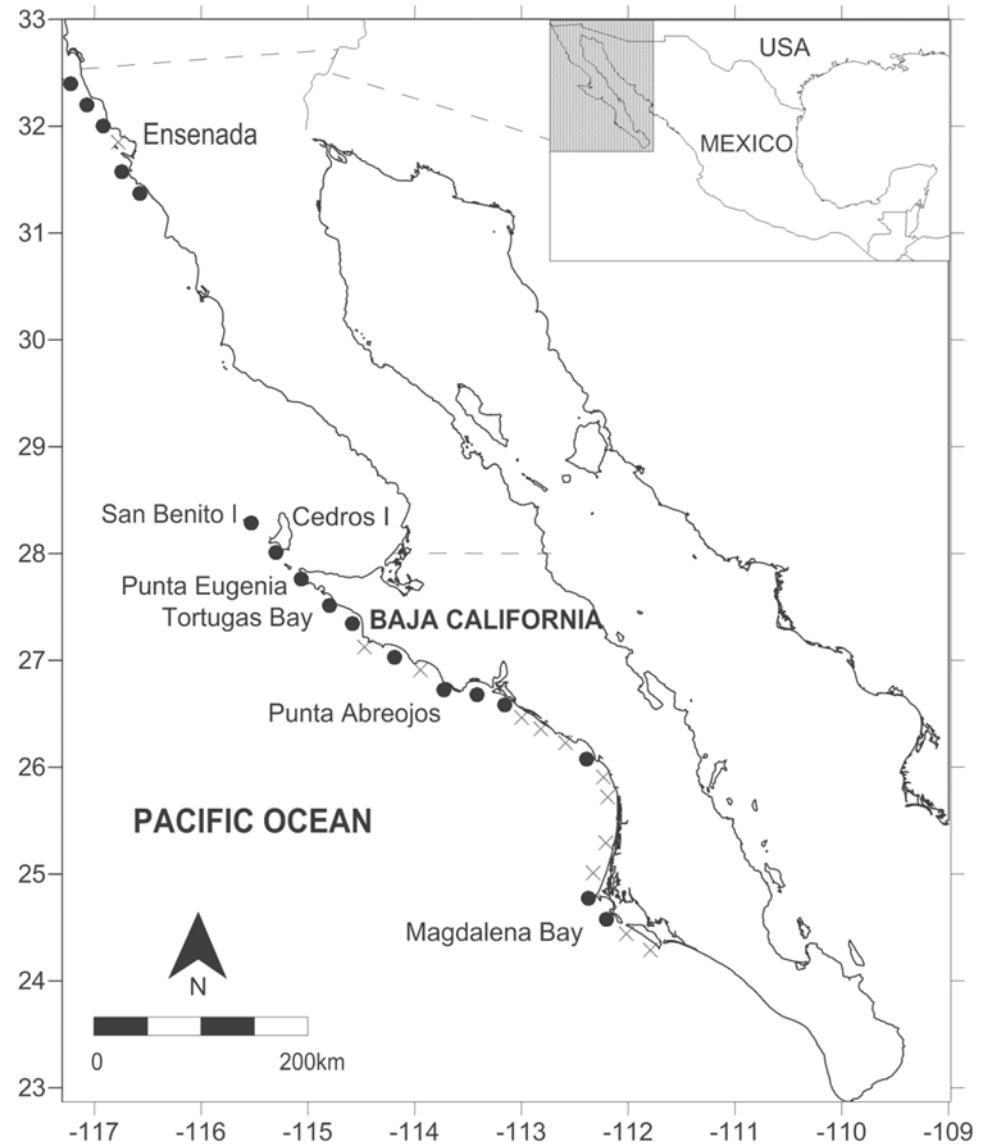 33
32
31
30
29
28
27
26
25
24
23
USA
MEXICO
Ensenada
San Benito I
Cedros I
Punta Eugenia
Tortugas Bay
BAJA CALIFORNIA
Punta Abreojos
PACIFIC OCEAN
Magdalena Bay
N
0 200km
-117 -116 -115 -114 -113 -112 -111 -110 -109